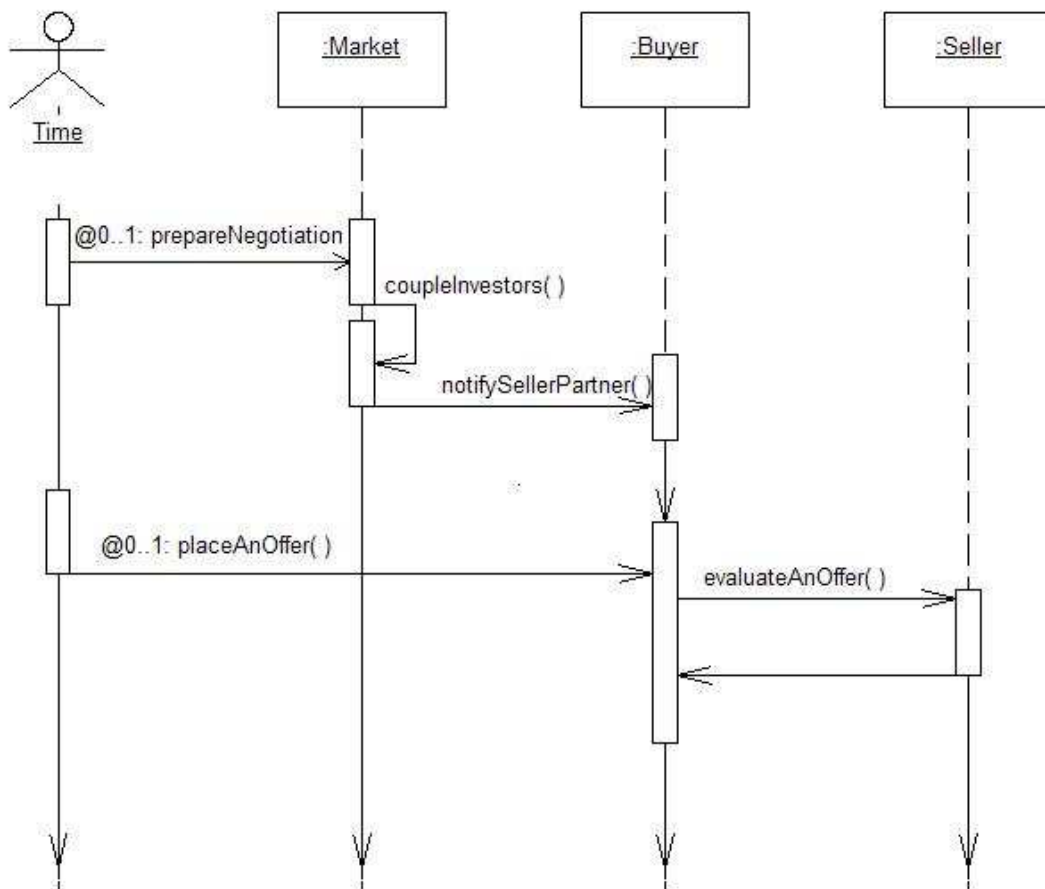 :Market
:Buyer
:Seller
Time
@0..1: prepareNegotiation
coupleInvestors( )
notifySellerPartner( )
@0..1: placeAnOffer( )
evaluateAnOffer( )